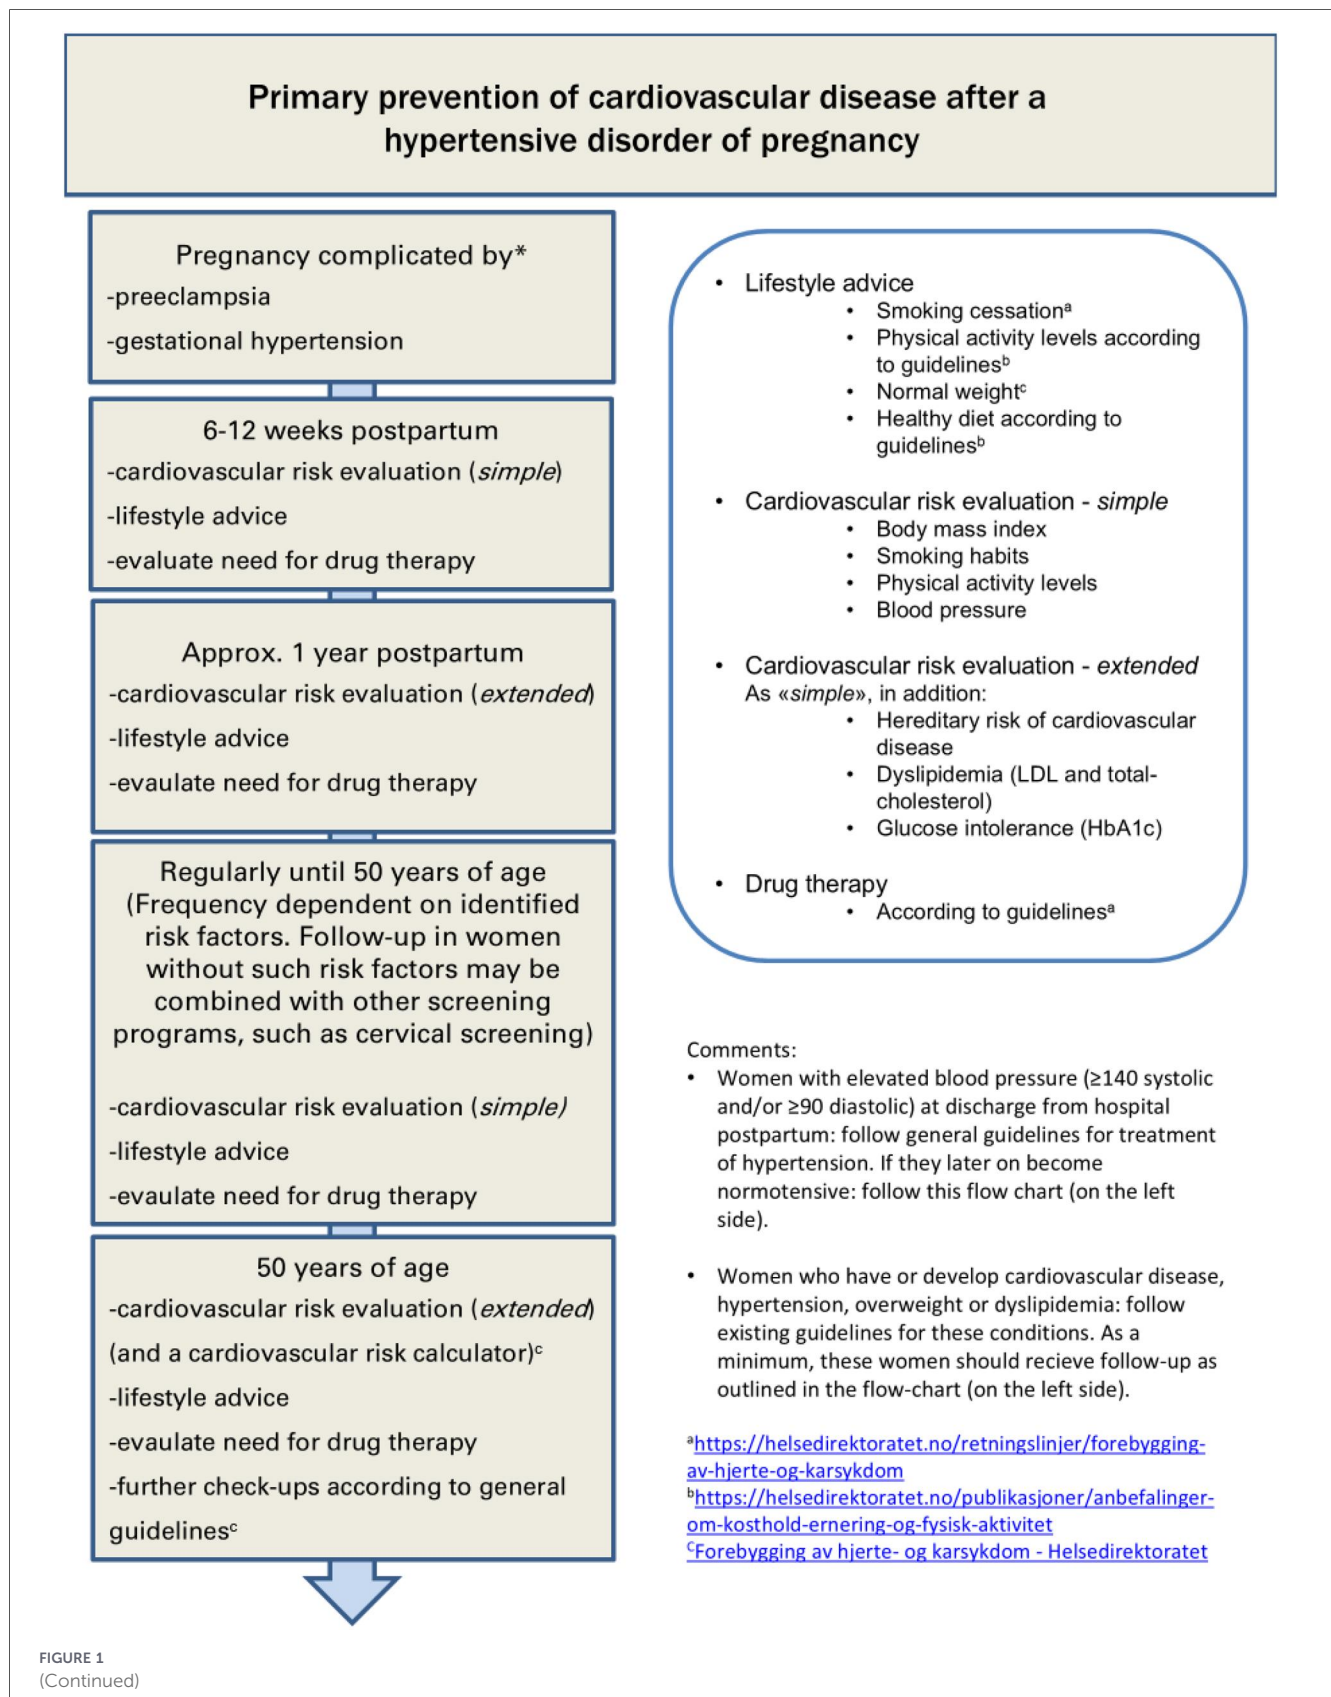 Primary prevention of cardiovascular disease after a
hypertensive disorder of pregnancy
Pregnancy complicated by*
-preeclampsia
-gestational hypertension
6-12 weeks postpartum
-cardiovascular risk evaluation (simple)
-lifestyle advice
-evaluate need for drug therapy
Approx. 1 year postpartum
-cardiovascular risk evaluation (extended)
-lifestyle advice
-evaulate need for drug therapy
Regularly until 50 years of age
(Frequency dependent on identified
risk factors. Follow-up in women
without such risk factors may be
combined with other screening
programs, such as cervical screening)
-cardiovascular risk evaluation (simple)
-lifestyle advice
-evaulate need for drug therapy
50 years of age
-cardiovascular risk evaluation (extended)
(and a cardiovascular risk calculator)ᶜ
-lifestyle advice
-evaulate need for drug therapy
-further check-ups according to general
guidelinesᶜ
• Lifestyle advice
• Smoking cessationᵃ
• Physical activity levels according
to guidelinesᵇ
• Normal weightᶜ
• Healthy diet according to
guidelinesᵇ
• Cardiovascular risk evaluation - simple
• Body mass index
• Smoking habits
• Physical activity levels
• Blood pressure
• Cardiovascular risk evaluation - extended
As «simple», in addition:
• Hereditary risk of cardiovascular
disease
• Dyslipidemia (LDL and total-
cholesterol)
• Glucose intolerance (HbA1c)
• Drug therapy
• According to guidelinesᵃ
Comments:
• Women with elevated blood pressure (≥140 systolic
and/or ≥90 diastolic) at discharge from hospital
postpartum: follow general guidelines for treatment
of hypertension. If they later on become
normotensive: follow this flow chart (on the left
side).
• Women who have or develop cardiovascular disease,
hypertension, overweight or dyslipidemia: follow
existing guidelines for these conditions. As a
minimum, these women should recieve follow-up as
outlined in the flow-chart (on the left side).
ᵃhttps://helsedirektoratet.no/retningslinjer/forebygging-
av-hjerte-og-karsykdom
ᵇhttps://helsedirektoratet.no/publikasjoner/anbefalinger-
om-kosthold-ernering-og-fysisk-aktivitet
ᶜForebygging av hjerte- og karsykdom - Helsedirektoratet
FIGURE 1
(Continued)